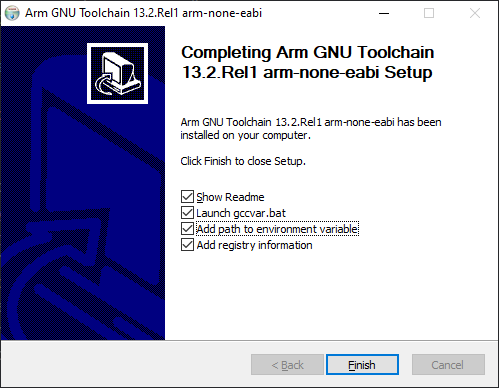 Arm GNU Toolchain 13.2.Rel1 arm-none-eabi
Completing Arm GNU Toolchain
13.2.Rel1 arm-none-eabi Setup
Arm GNU Toolchain 13.2.Rel1 arm-none-eabi has been
installed on your computer.
Click Finish to close Setup.
Show Readme
Launch gccvar.bat
Add path to environment variable
Add registry information
< Back
Finish
Cancel